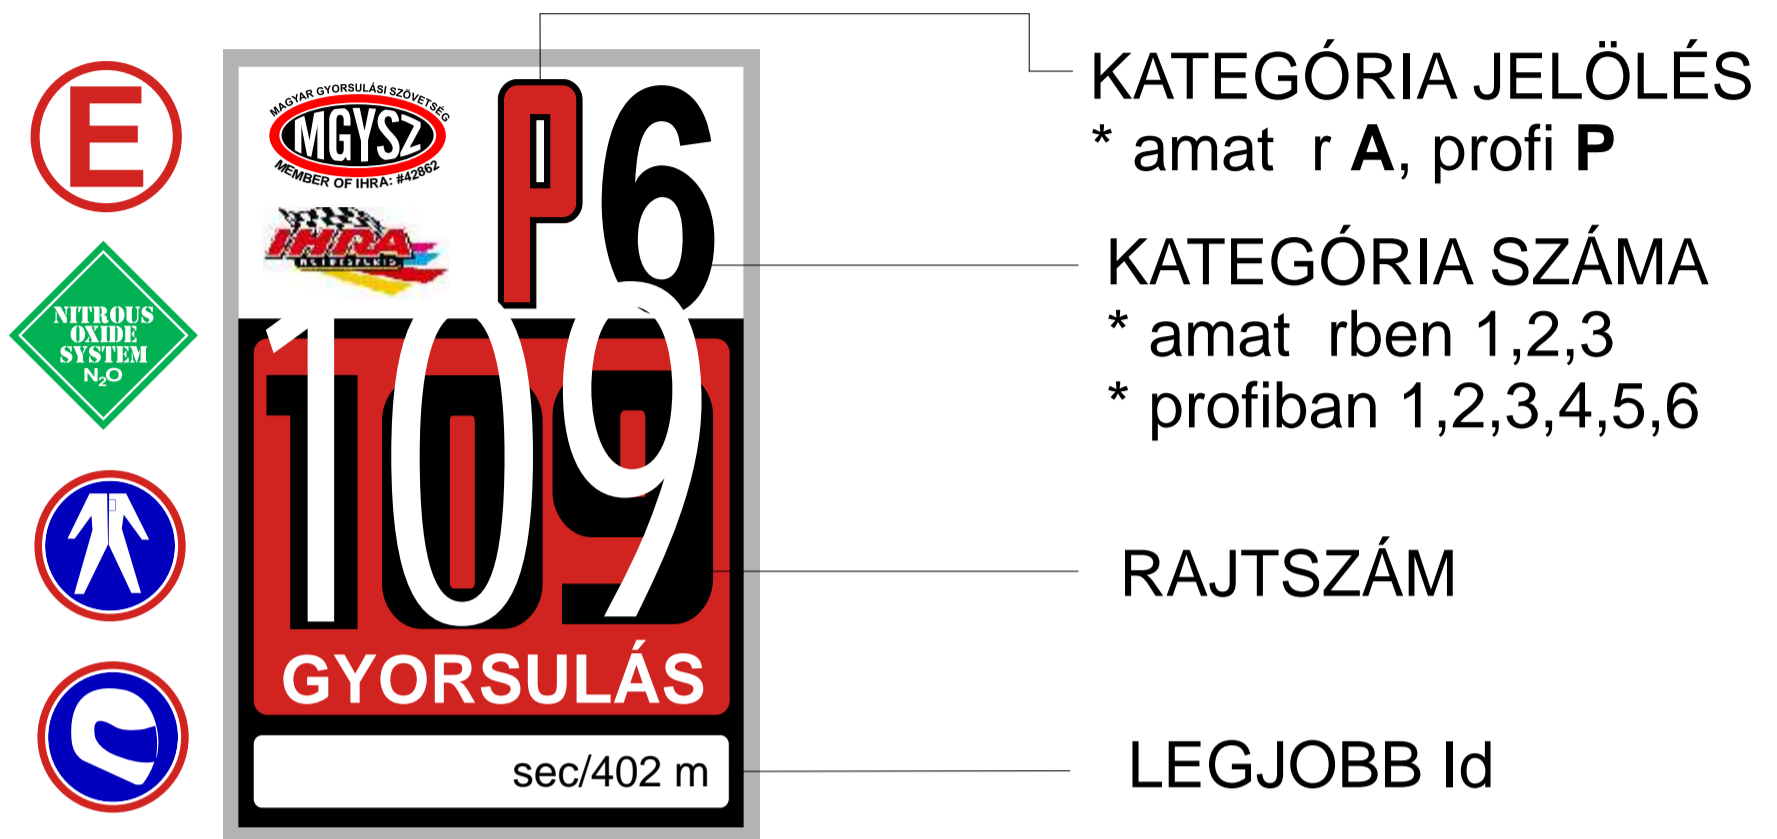 E
NITROUS
OXIDE
SYSTEM
N₂O
MAGYAR GYORSULÁSI SZÖVETSÉG
MGYSZ
MEMBER OF IHRA: #42862
IHRA
P6
109
109
GYORSULÁS
sec/402 m
KATEGÓRIA JELÖLÉS
* amat r A, profi P
KATEGÓRIA SZÁMA
* amat rben 1,2,3
* profiban 1,2,3,4,5,6
RAJTSZÁM
LEGJOBB Id